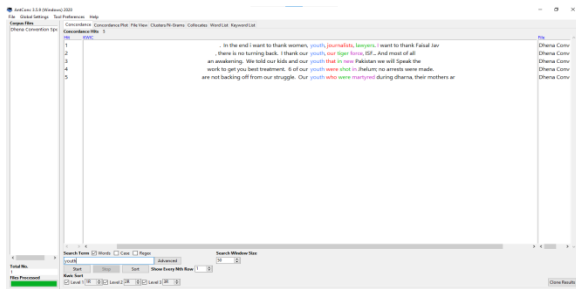 AntConc 3.5.9 (Windows) 2020
File Global Settings Tool Preferences Help
Corpus Files
Dhena Convention Spe
Concordance Concordance Plot File View Clusters/N-Grams Collocates Word List Keyword List
Concordance Hits 5
Hit KWIC File
1 . In the end I want to thank women, youth, journalists, lawyers. I want to thank Faisal Jav Dhena Conv
2 , there is no turning back. I thank our youth, our tiger force, ISF... And most of all Dhena Conv
3 an awakening. We told our kids and our youth that in new Pakistan we will Speak the Dhena Conv
4 work to get you best treatment. 6 of our youth were shot in Jhelum; no arrests were made. Dhena Conv
5 are not backing off from our struggle. Our youth who were martyred during dharna, their mothers ar Dhena Conv
Search Term Words Case Regex Search Window Size
youth Advanced
Start Stop Sort Show Every Nth Row 1
Kwic Sort
Level 1 Level 2 Level 3
Total No.
1
Files Processed
Clone Results